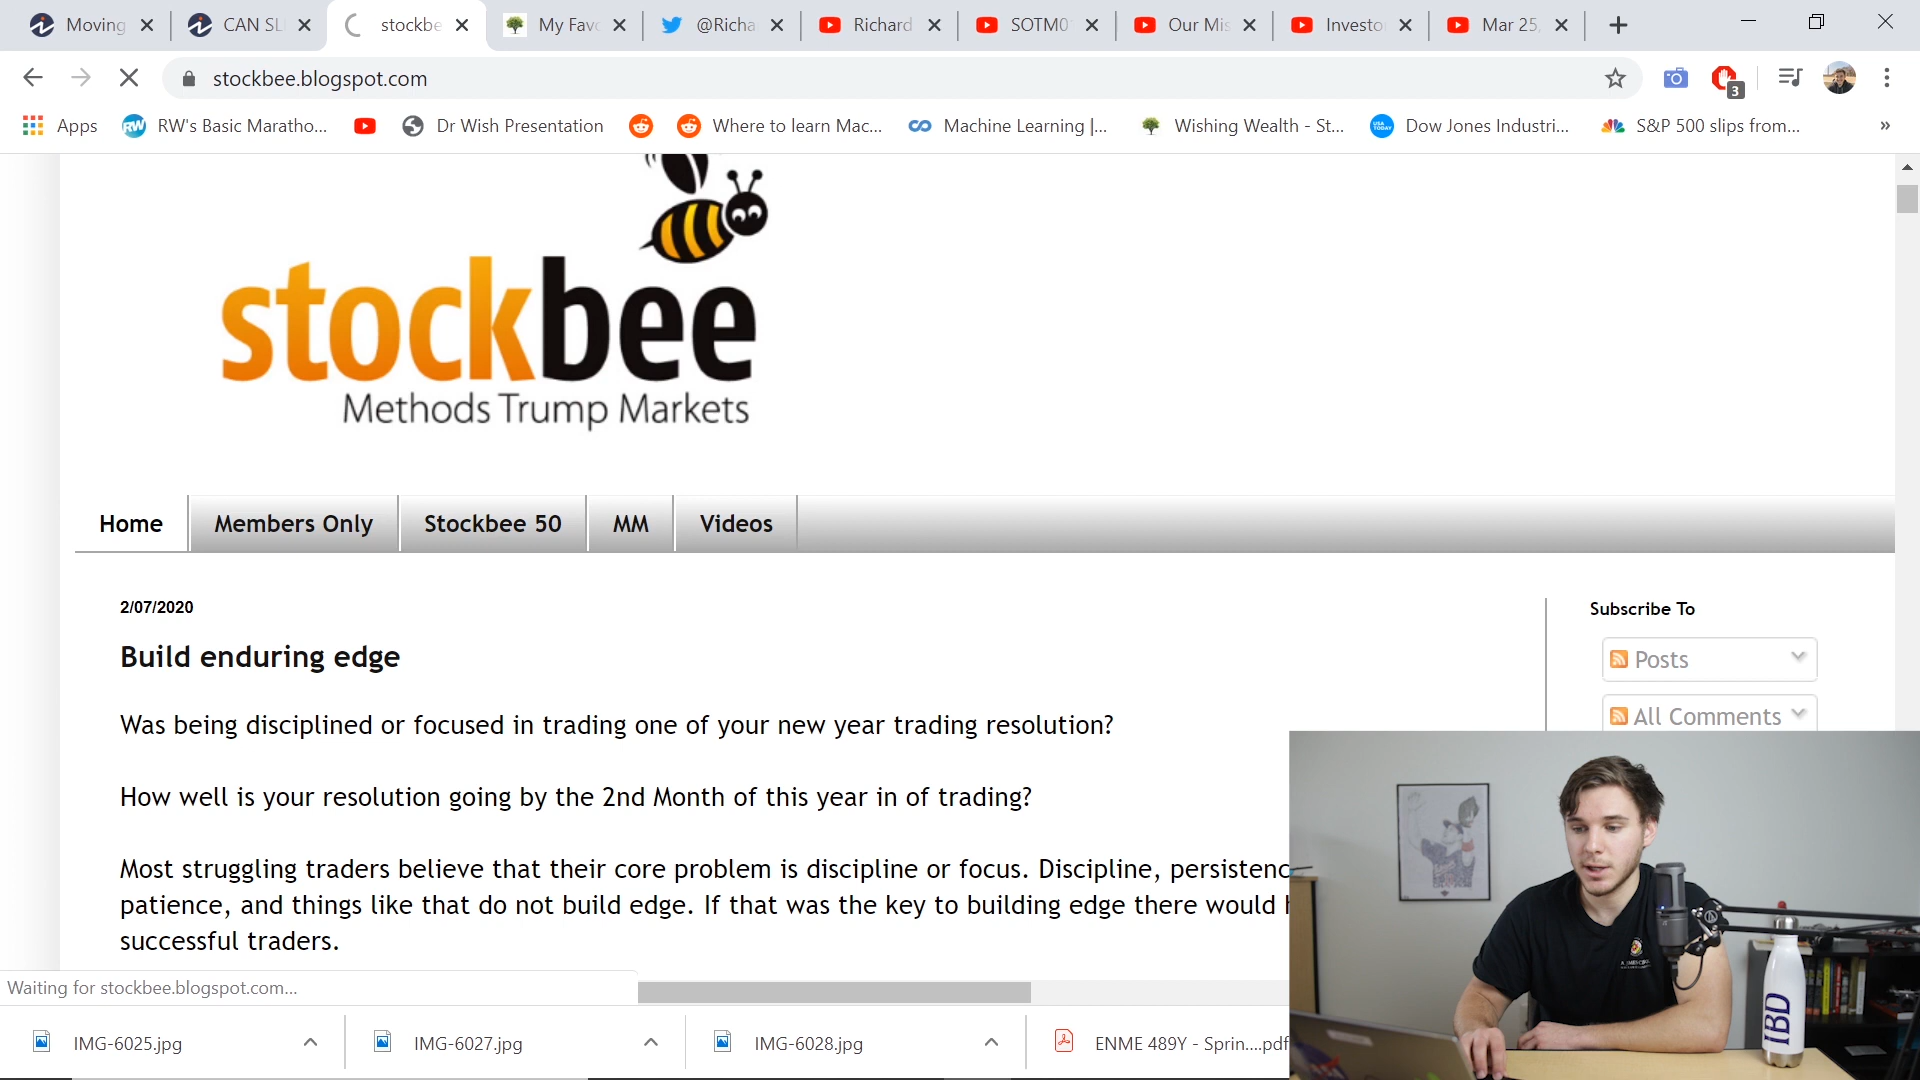 Moving
CAN SL
stockbe
My Favo
@Richa
Richard
SOTM0
Our Mis
Investo
Mar 25,
stockbee.blogspot.com
3
Apps
RW's Basic Maratho...
Dr Wish Presentation
Where to learn Mac...
Machine Learning |...
Wishing Wealth - St...
USA TODAY
Dow Jones Industri...
S&P 500 slips from...
»
stockbee
Methods Trump Markets
Home
Members Only
Stockbee 50
MM
Videos
2/07/2020
Build enduring edge
Was being disciplined or focused in trading one of your new year trading resolution?
How well is your resolution going by the 2nd Month of this year in of trading?
Most struggling traders believe that their core problem is discipline or focus. Discipline, persistenc
patience, and things like that do not build edge. If that was the key to building edge there would
successful traders.
Subscribe To
Posts
All Comments
Waiting for stockbee.blogspot.com...
IMG-6025.jpg
IMG-6027.jpg
IMG-6028.jpg
ENME 489Y - Sprin....pdf
IBD